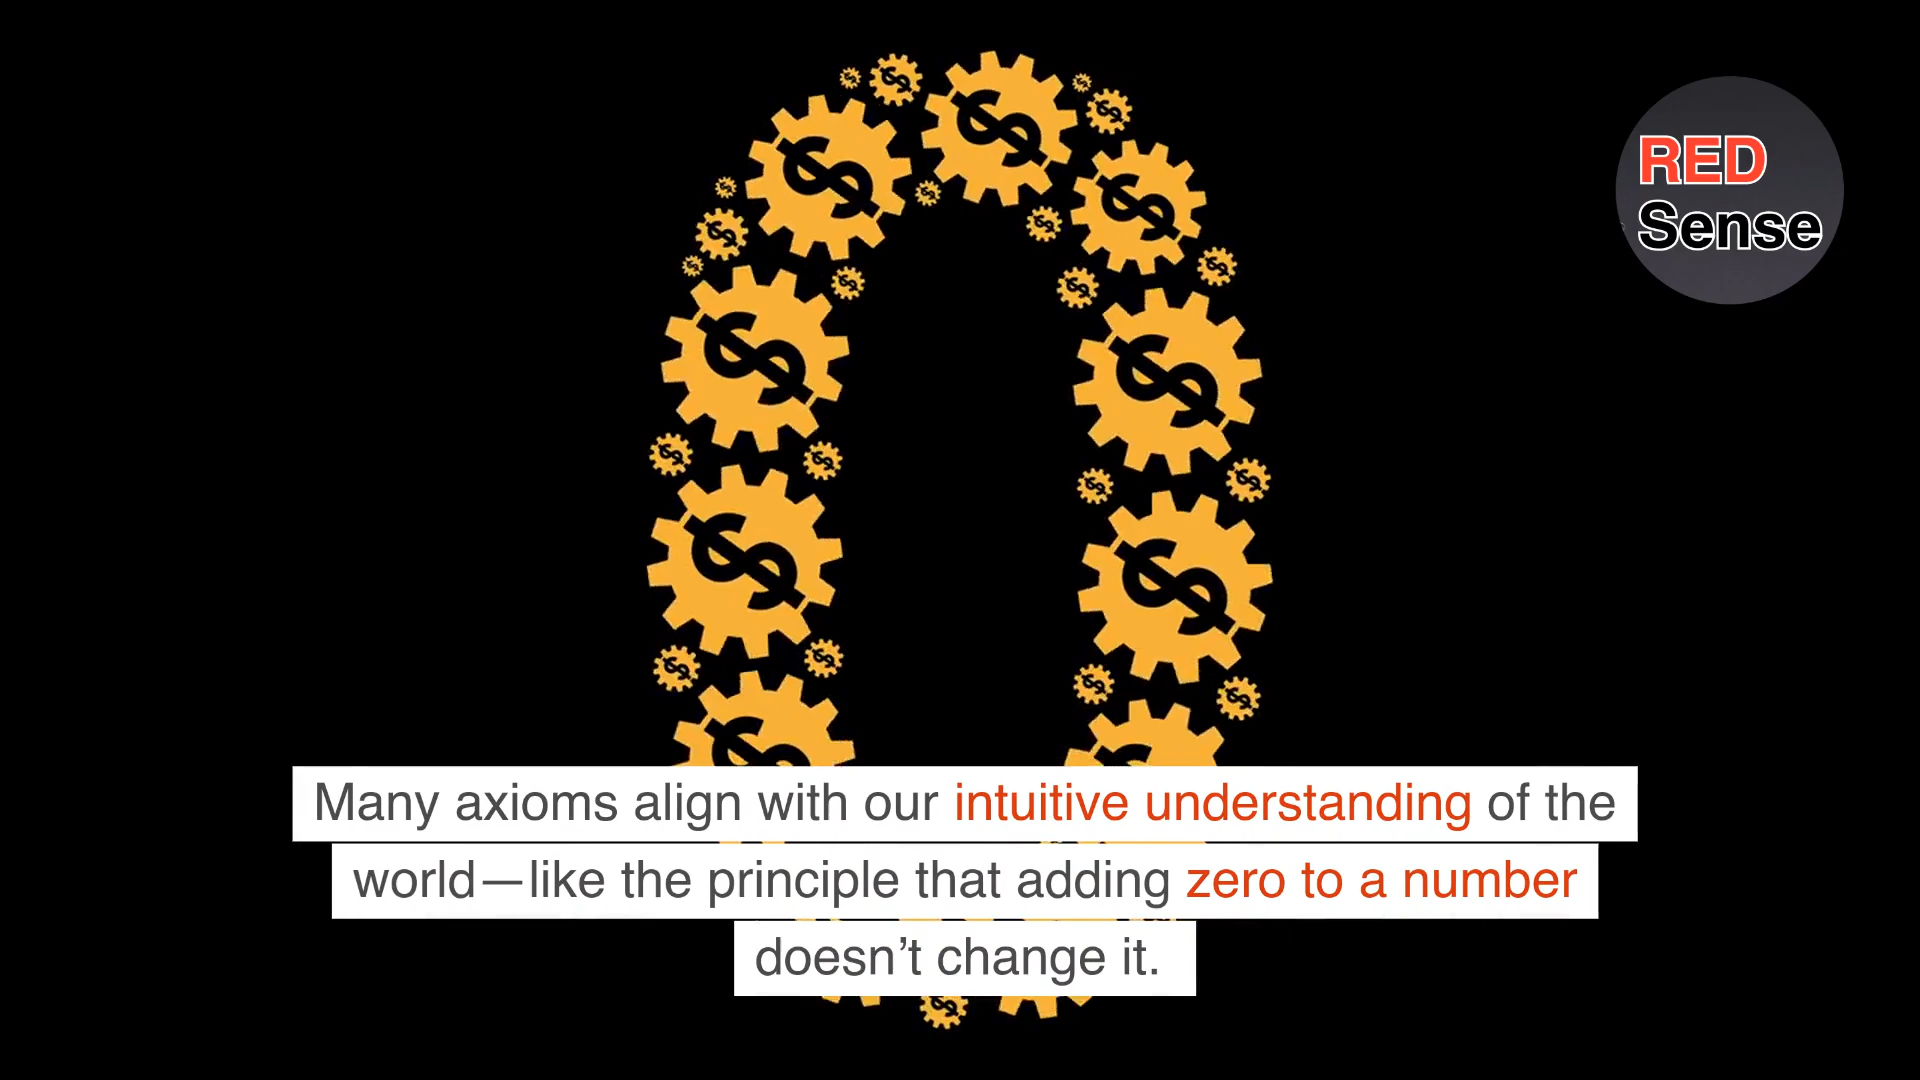 RED
Sense
Many axioms align with our intuitive understanding of the
world—like the principle that adding zero to a number
doesn’t change it.